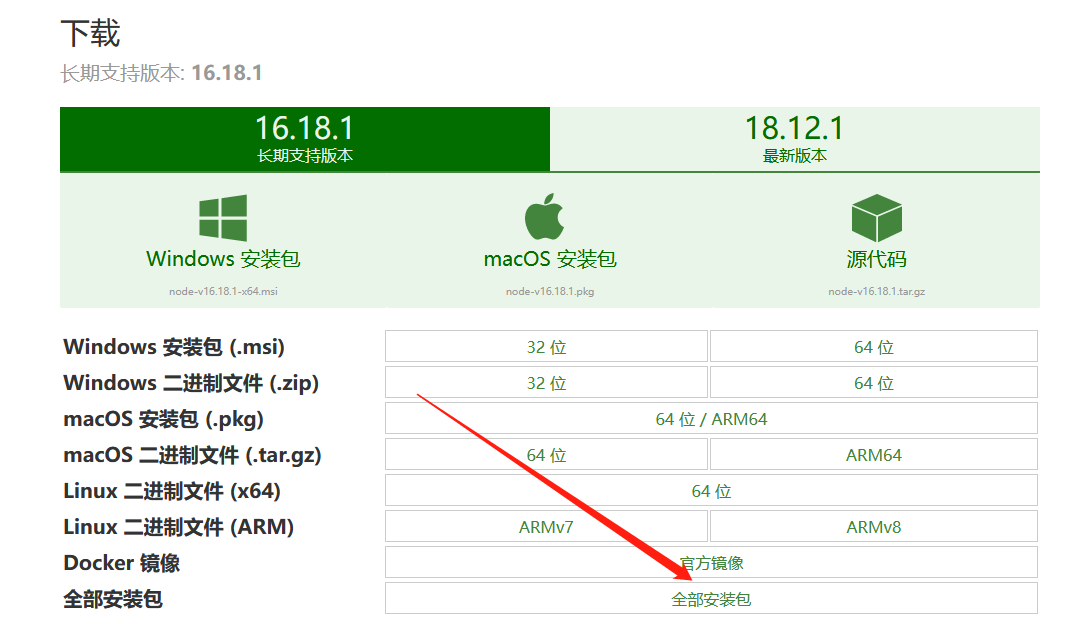 下载
长期支持版本: 16.18.1
16.18.1
长期支持版本
18.12.1
最新版本
Windows 安装包
node-v16.18.1-x64.msi
macOS 安装包
node-v16.18.1.pkg
源代码
node-v16.18.1.tar.gz
Windows 安装包 (.msi) 32 位 64 位
Windows 二进制文件 (.zip) 32 位 64 位
macOS 安装包 (.pkg) 64 位 / ARM64
macOS 二进制文件 (.tar.gz) 64 位 ARM64
Linux 二进制文件 (x64) 64 位
Linux 二进制文件 (ARM) ARMv7 ARMv8
Docker 镜像 官方镜像
全部安装包 全部安装包